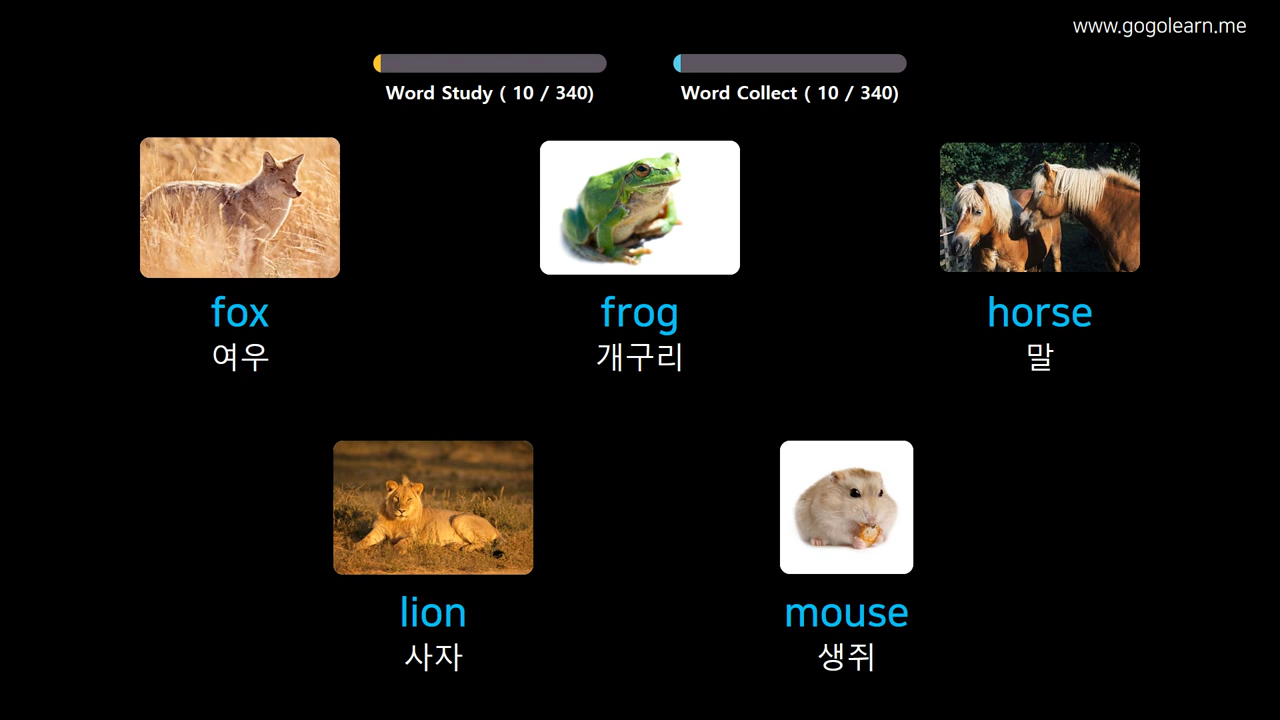 www.gogolearn.me
Word Study ( 10 / 340)
Word Collect ( 10 / 340)
fox
여우
frog
개구리
horse
말
lion
사자
mouse
생쥐